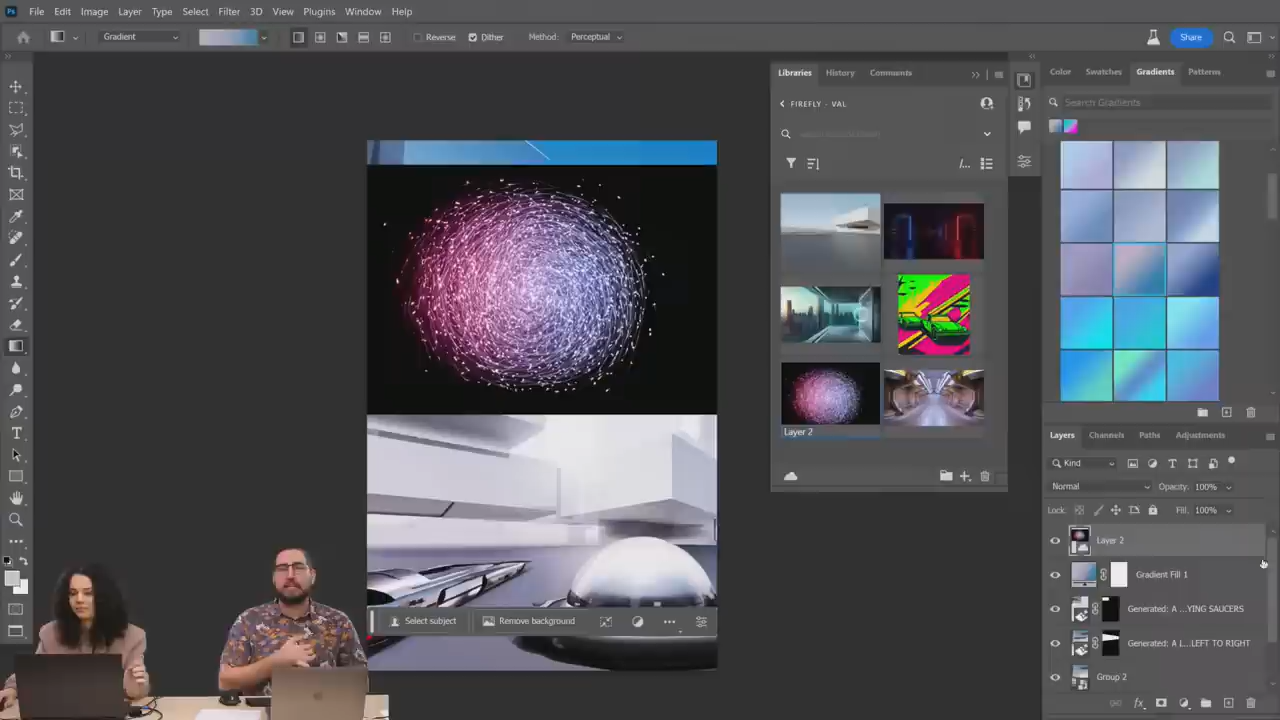 Ps File Edit Image Layer Type Select Filter 3D View Plugins Window Help
Gradient Reverse Dither Method: Perceptual Share
Libraries History Comments
Color Swatches Gradients Patterns
FIREFLY - VAL
Search Gradients
Layer 2
Layers Channels Paths Adjustments
Kind
Normal Opacity: 100%
Lock: Fill: 100%
Layer 2
Gradient Fill 1
Generated: A ...YING SAUCERS
Generated: A L...LEFT TO RIGHT
Group 2
Select subject Remove background